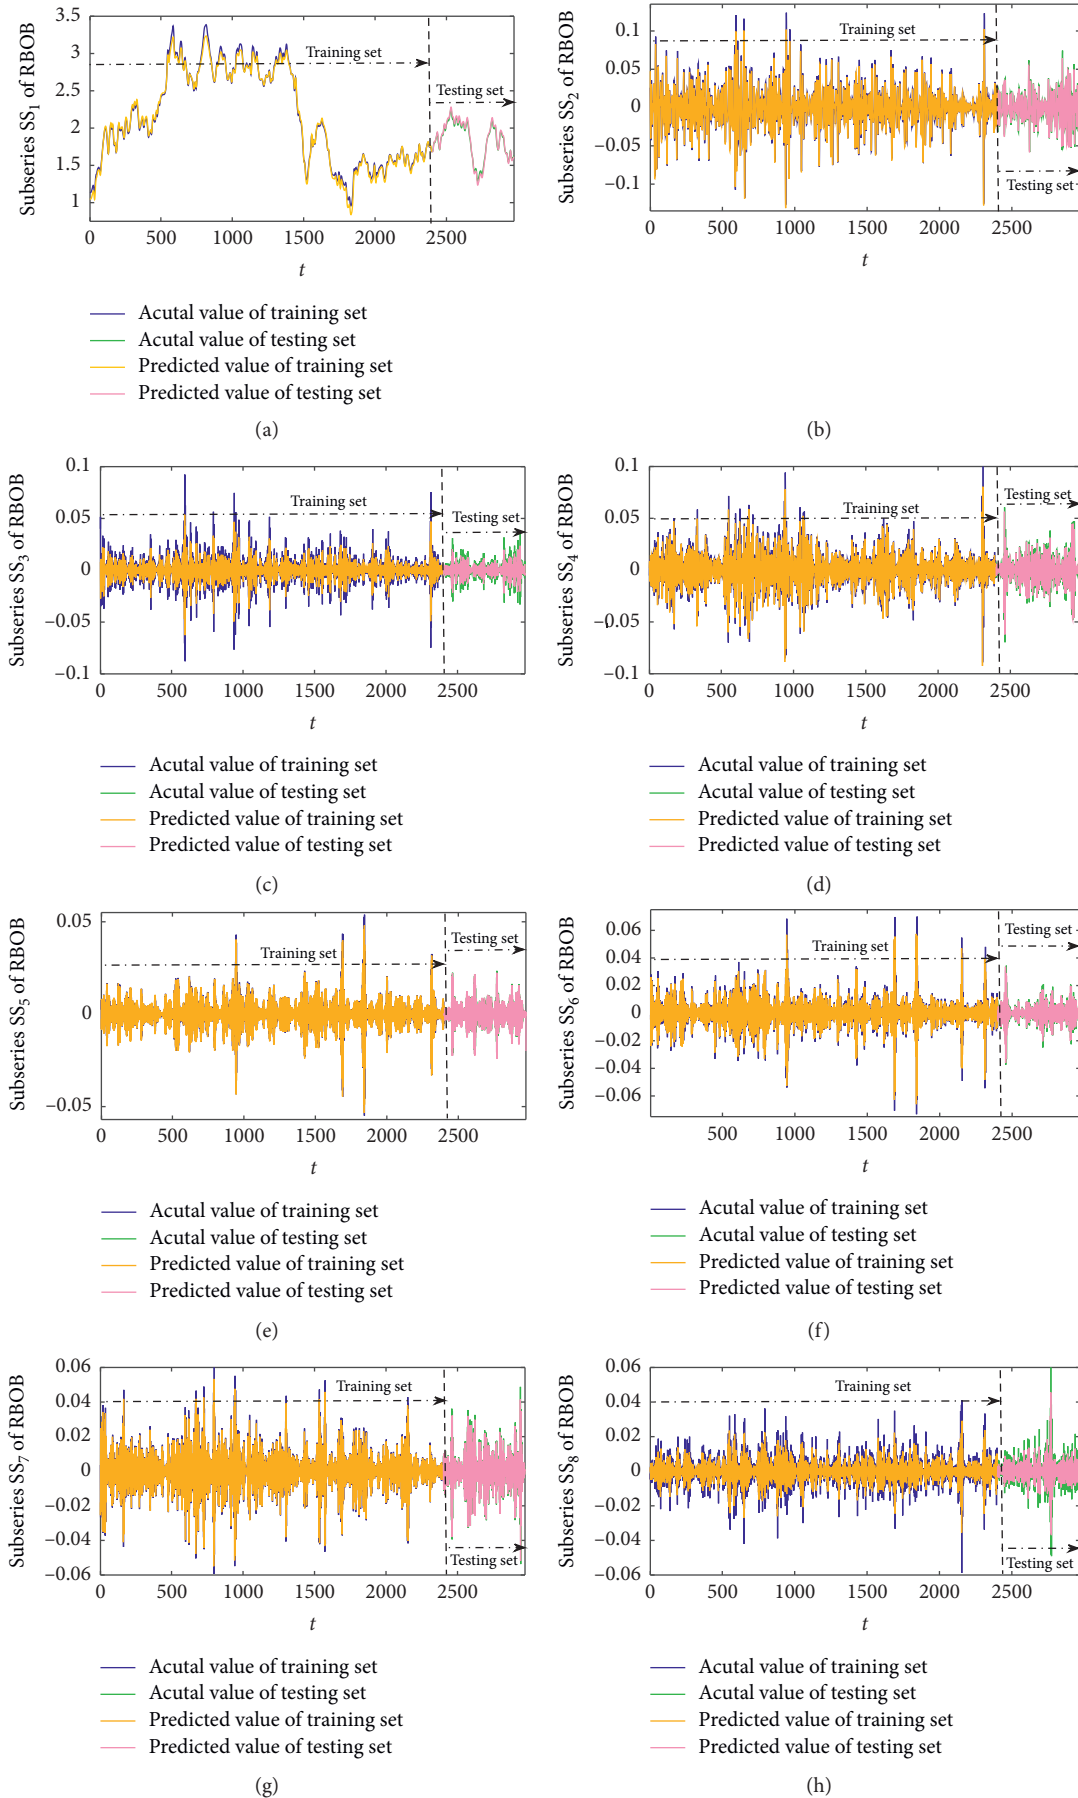 Subseries SS1 of RBOB
3.5
3
2.5
2
1.5
1
Training set
Testing set
0 500 1000 1500 2000 2500
t
Acutal value of training set
Acutal value of testing set
Predicted value of training set
Predicted value of testing set
(a)
Subseries SS2 of RBOB
0.1
0.05
0
−0.05
−0.1
Training set
Testing set
0 500 1000 1500 2000 2500
t
(b)
Subseries SS3 of RBOB
0.1
0.05
0
−0.05
−0.1
Training set
Testing set
0 500 1000 1500 2000 2500
t
Acutal value of training set
Acutal value of testing set
Predicted value of training set
Predicted value of testing set
(c)
Subseries SS4 of RBOB
0.1
0.05
0
−0.05
−0.1
Training set
Testing set
0 500 1000 1500 2000 2500
t
Acutal value of training set
Acutal value of testing set
Predicted value of training set
Predicted value of testing set
(d)
Subseries SS5 of RBOB
0.05
0
−0.05
Training set
Testing set
0 500 1000 1500 2000 2500
t
Acutal value of training set
Acutal value of testing set
Predicted value of training set
Predicted value of testing set
(e)
Subseries SS6 of RBOB
0.06
0.04
0.02
0
−0.02
−0.04
−0.06
Training set
Testing set
500 1000 1500 2000 2500
t
Acutal value of training set
Acutal value of testing set
Predicted value of training set
Predicted value of testing set
(f)
Subseries SS7 of RBOB
0.06
0.04
0.02
0
−0.02
−0.04
−0.06
Training set
Testing set
0 500 1000 1500 2000 2500
t
Acutal value of training set
Acutal value of testing set
Predicted value of training set
Predicted value of testing set
(g)
Subseries SS8 of RBOB
0.06
0.04
0.02
0
−0.02
−0.04
−0.06
Training set
Testing set
0 500 1000 1500 2000 2500
t
Acutal value of training set
Acutal value of testing set
Predicted value of training set
Predicted value of testing set
(h)